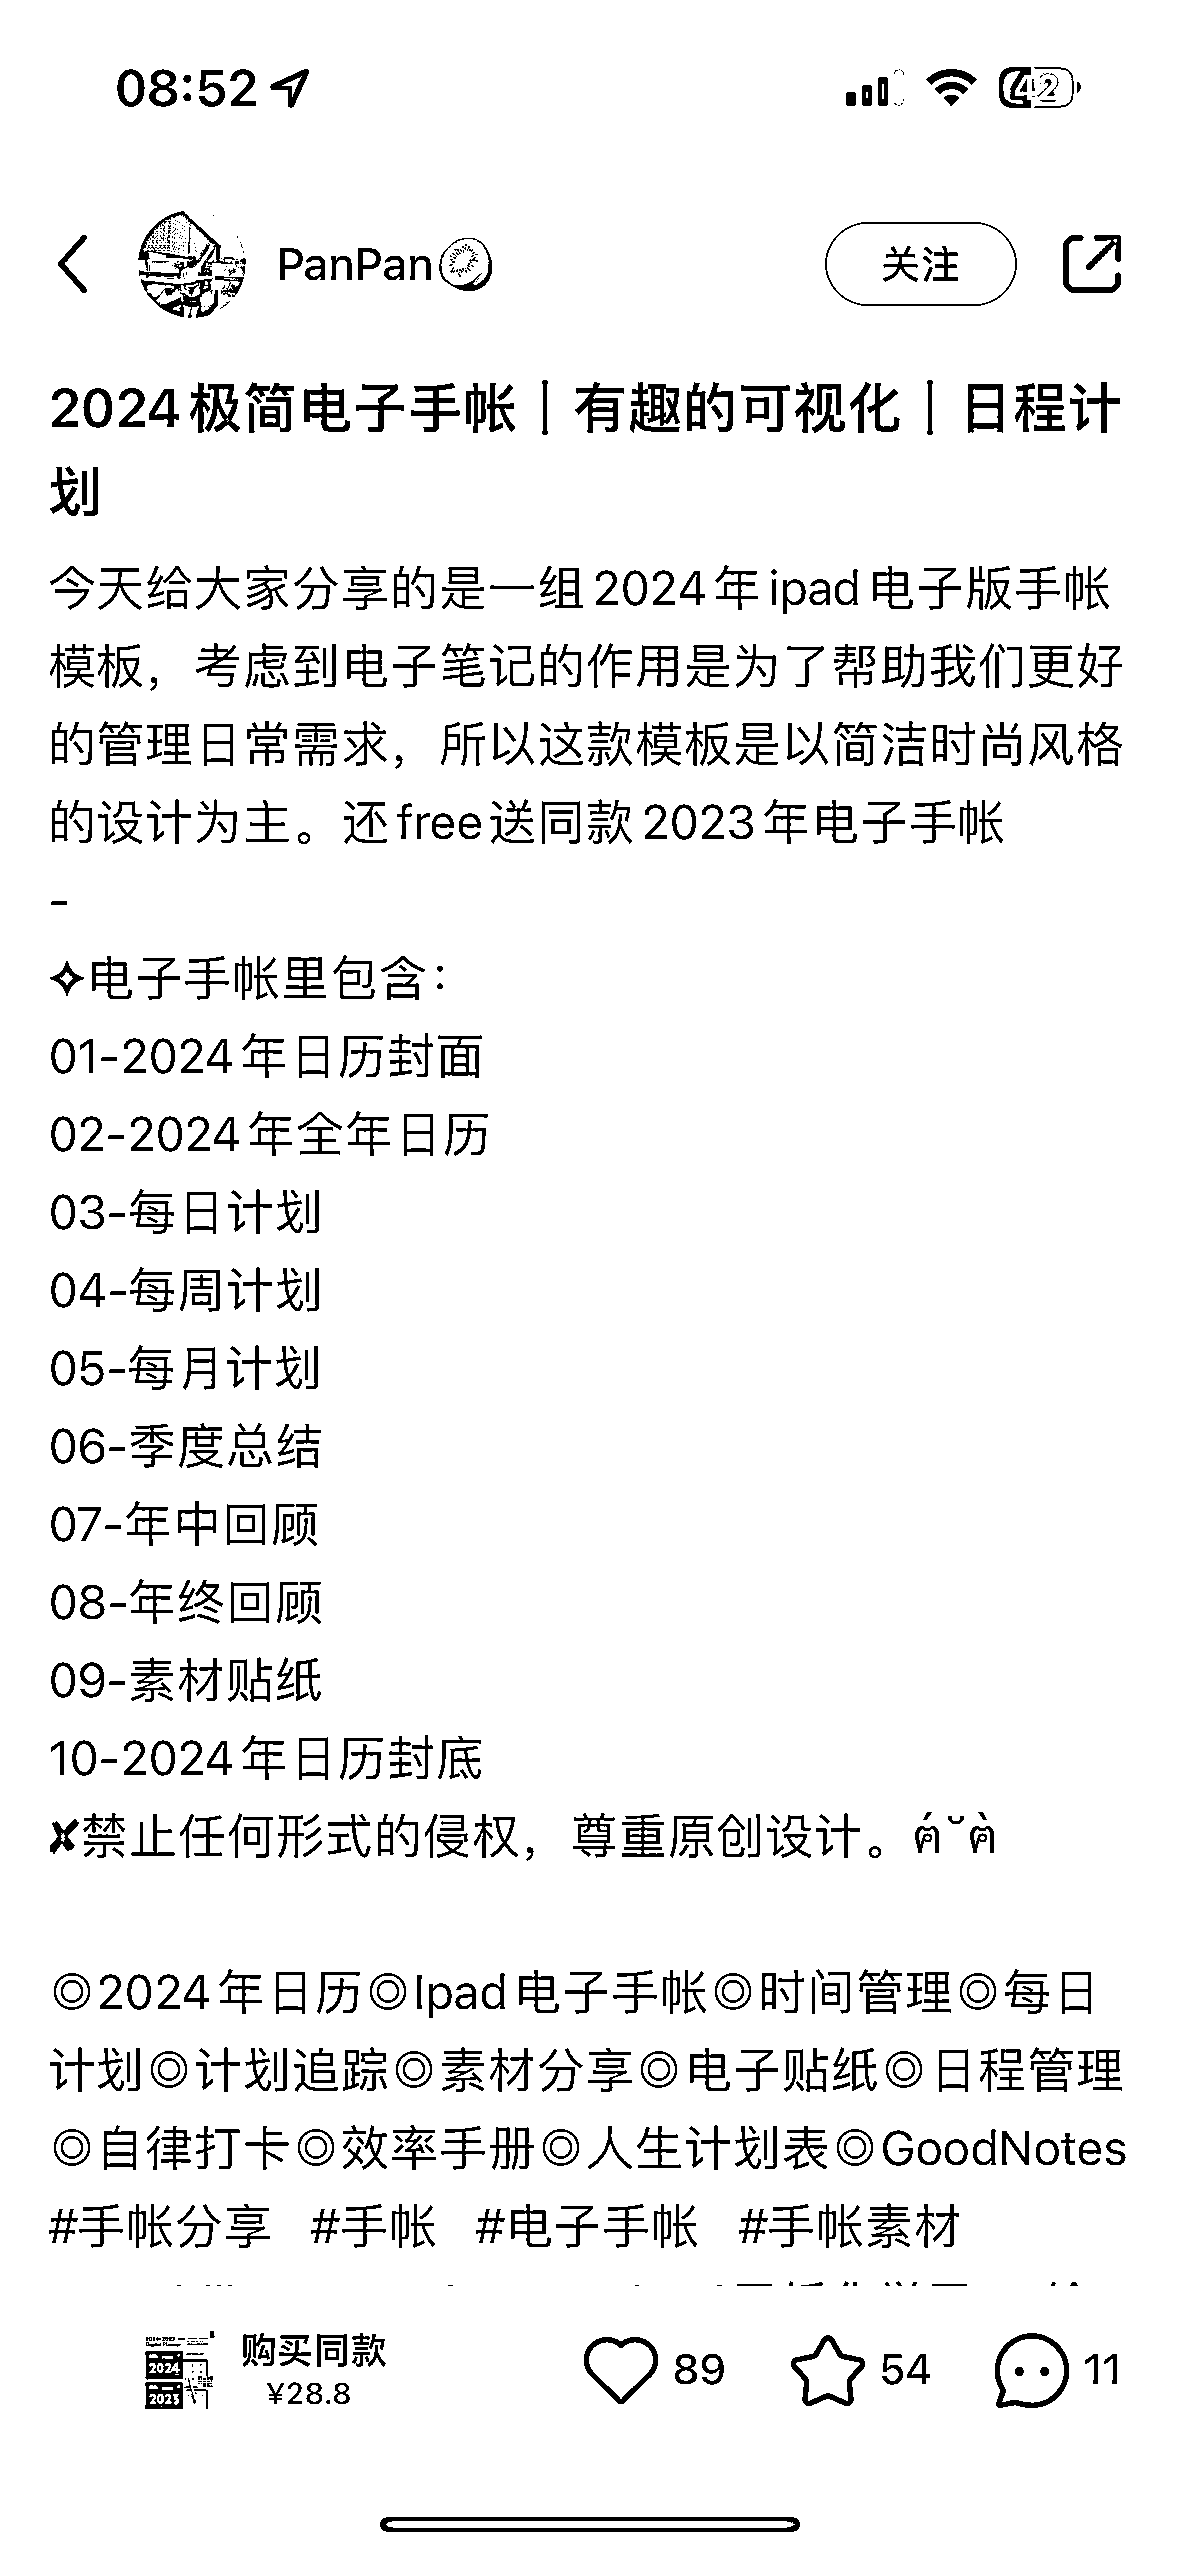 08:52
42
PanPan
关注
2024极简电子手帐｜有趣的可视化｜日程计
划
今天给大家分享的是一组2024年ipad电子版手帐
模板，考虑到电子笔记的作用是为了帮助我们更好
的管理日常需求，所以这款模板是以简洁时尚风格
的设计为主。还free送同款2023年电子手帐
-
✧电子手帐里包含：
01-2024年日历封面
02-2024年全年日历
03-每日计划
04-每周计划
05-每月计划
06-季度总结
07-年中回顾
08-年终回顾
09-素材贴纸
10-2024年日历封底
✘禁止任何形式的侵权，尊重原创设计。ฅ́˘ฅ̀
◎2024年日历◎Ipad电子手帐◎时间管理◎每日
计划◎计划追踪◎素材分享◎电子贴纸◎日程管理
◎自律打卡◎效率手册◎人生计划表◎GoodNotes
#手帐分享 #手帐 #电子手帐 #手帐素材
2024
2023
购买同款
¥28.8
89
54
11